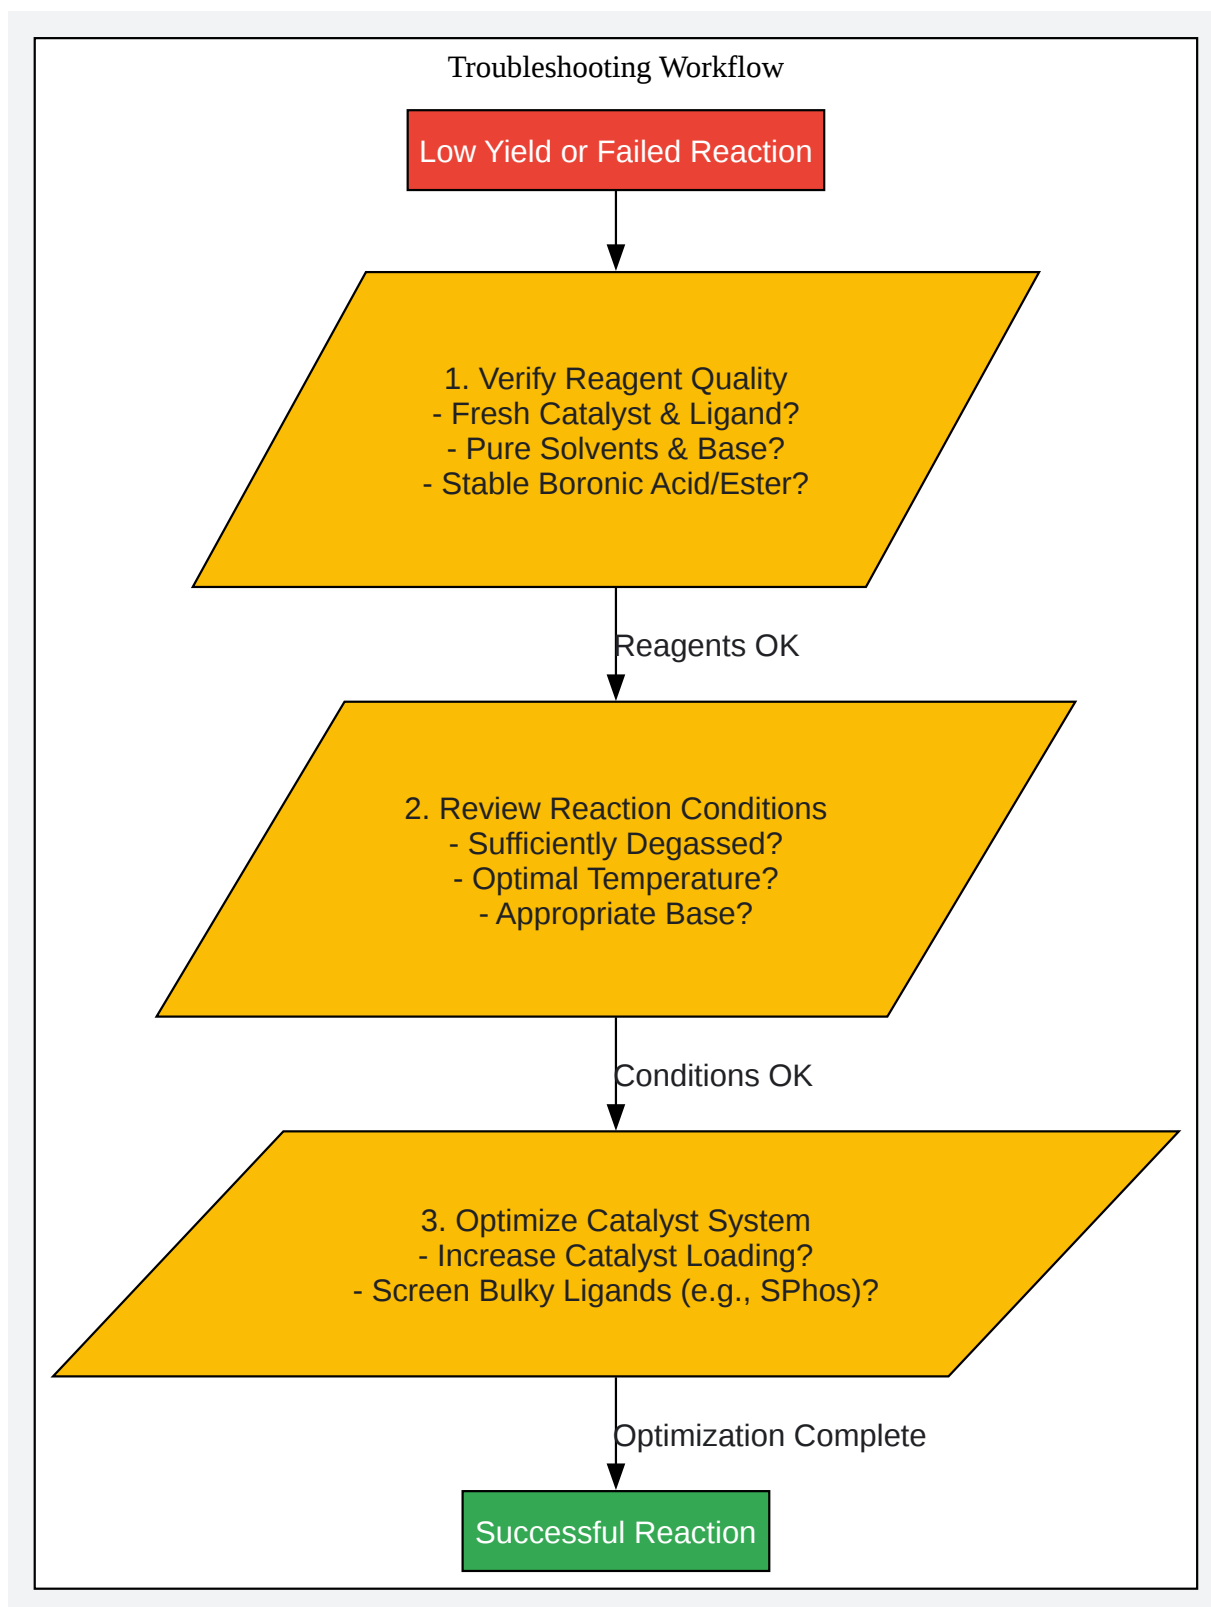 Troubleshooting Workflow
Low Yield or Failed Reaction
1. Verify Reagent Quality
- Fresh Catalyst & Ligand?
- Pure Solvents & Base?
- Stable Boronic Acid/Ester?
Reagents OK
2. Review Reaction Conditions
- Sufficiently Degassed?
- Optimal Temperature?
- Appropriate Base?
Conditions OK
3. Optimize Catalyst System
- Increase Catalyst Loading?
- Screen Bulky Ligands (e.g., SPhos)?
Optimization Complete
Successful Reaction